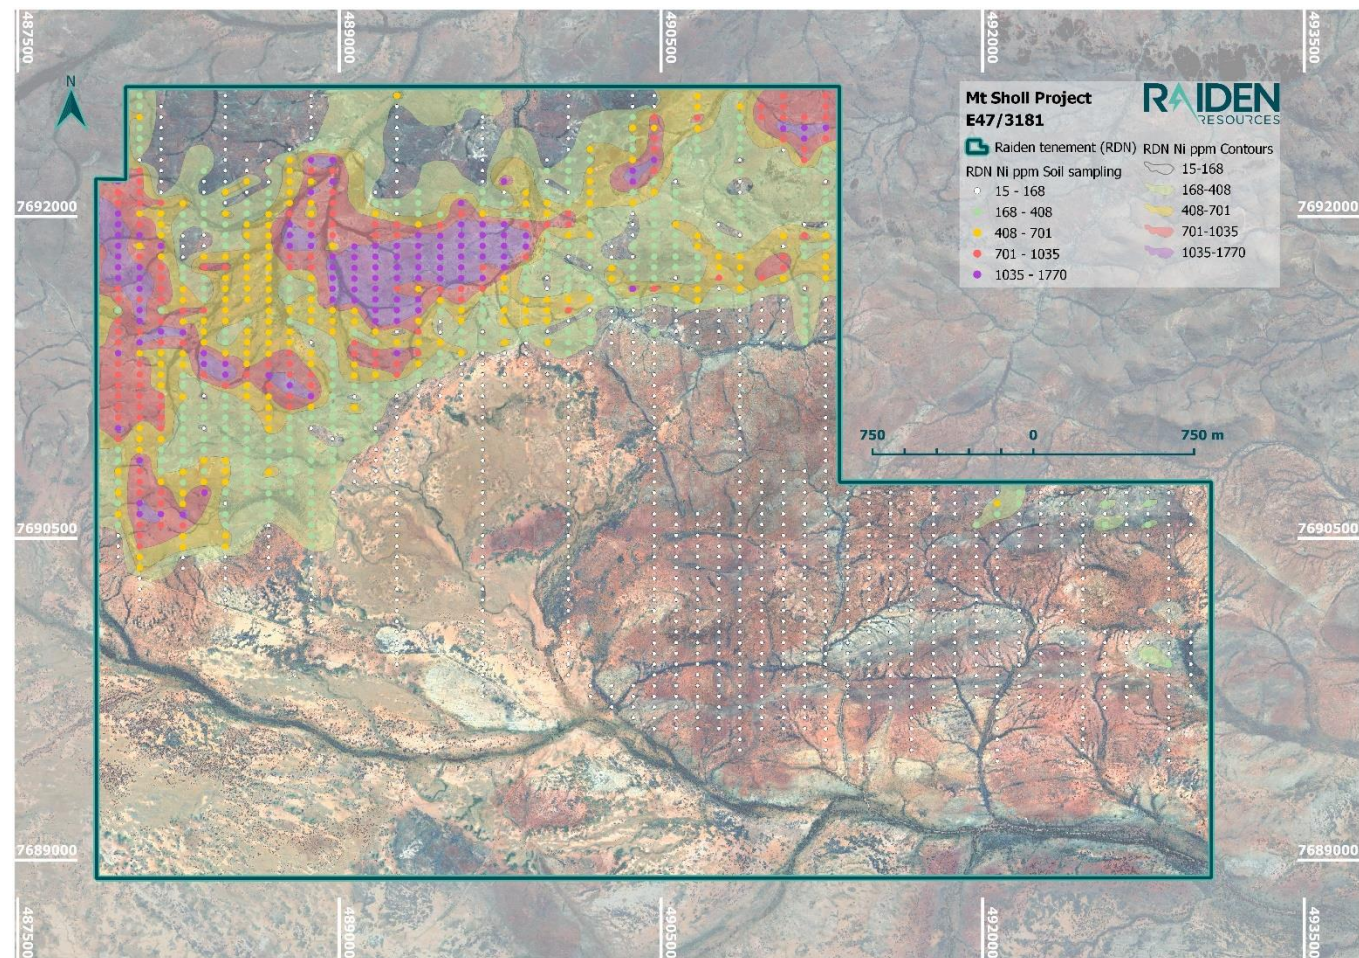 487500
489000
490500
492000
493500
N
Mt Sholl Project
E47/3181
RAIDEN
RESOURCES
Raiden tenement (RDN)
RDN Ni ppm Soil sampling
15 - 168
168 - 408
408 - 701
701 - 1035
1035 - 1770
RDN Ni ppm Contours
15-168
168-408
408-701
701-1035
1035-1770
7692000
7692000
750 0 750 m
7690500
7690500
7689000
7689000
487500
489000
490500
492000
493500